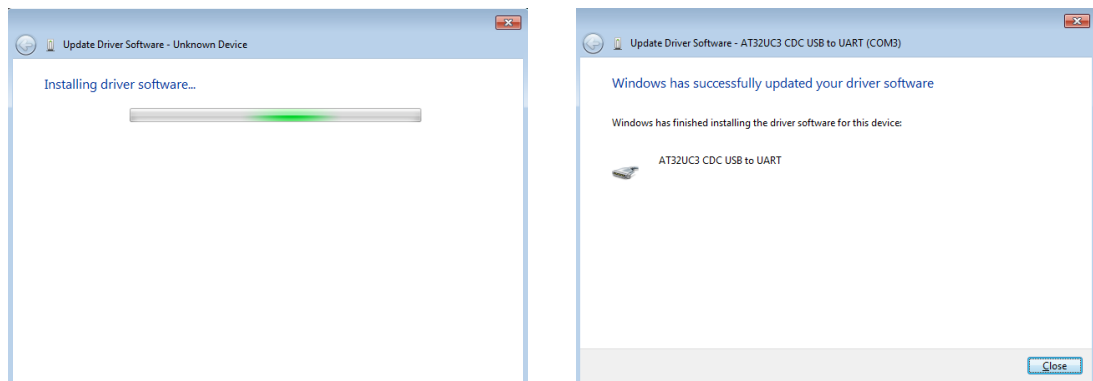 Update Driver Software - Unknown Device
Installing driver software...
Update Driver Software - AT32UC3 CDC USB to UART (COM3)
Windows has successfully updated your driver software
Windows has finished installing the driver software for this device:
AT32UC3 CDC USB to UART
Close